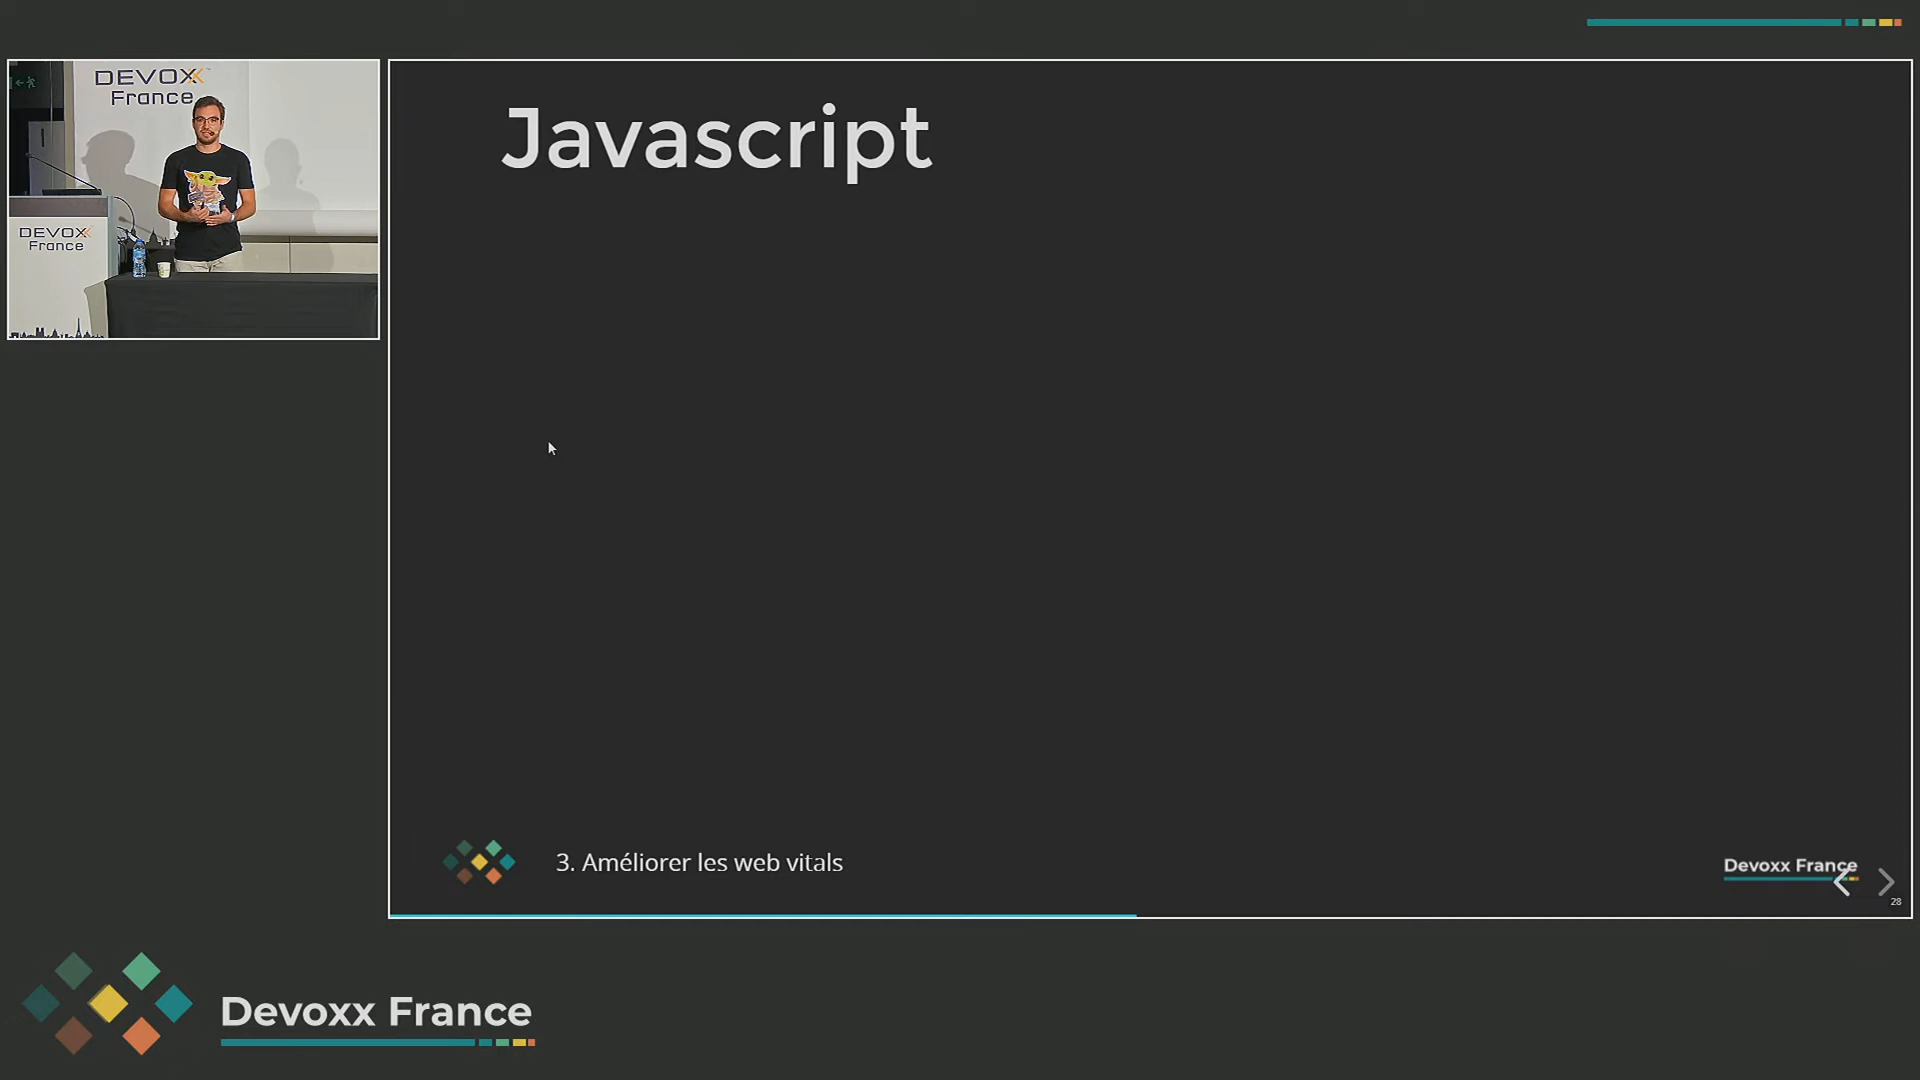 DEVOXX
France
DEVOXX
France
Javascript
3. Améliorer les web vitals
Devoxx France
28
Devoxx France